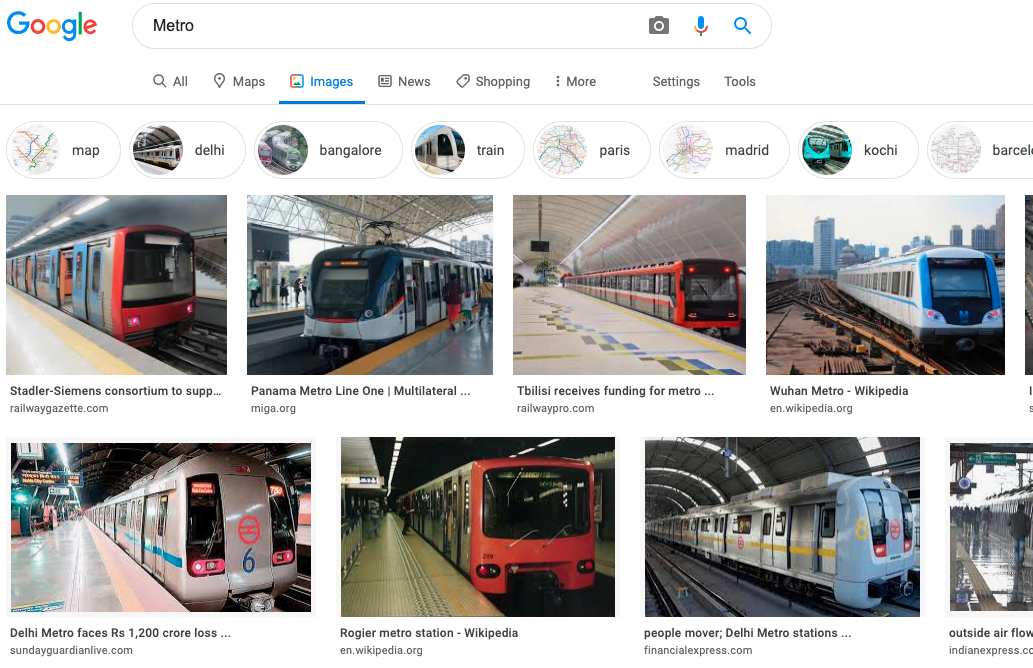 Google
Metro
All
Maps
Images
News
Shopping
More
Settings
Tools
map
delhi
bangalore
train
paris
madrid
kochi
barcel
Stadler-Siemens consortium to supp...
railwaygazette.com
Panama Metro Line One | Multilateral ...
miga.org
Tbilisi receives funding for metro ...
railwaypro.com
Wuhan Metro - Wikipedia
en.wikipedia.org
6
Delhi Metro faces Rs 1,200 crore loss ...
sundayguardianlive.com
Rogier metro station - Wikipedia
en.wikipedia.org
8
people mover; Delhi Metro stations ...
financialexpress.com
outside air flow
indianexpress.co